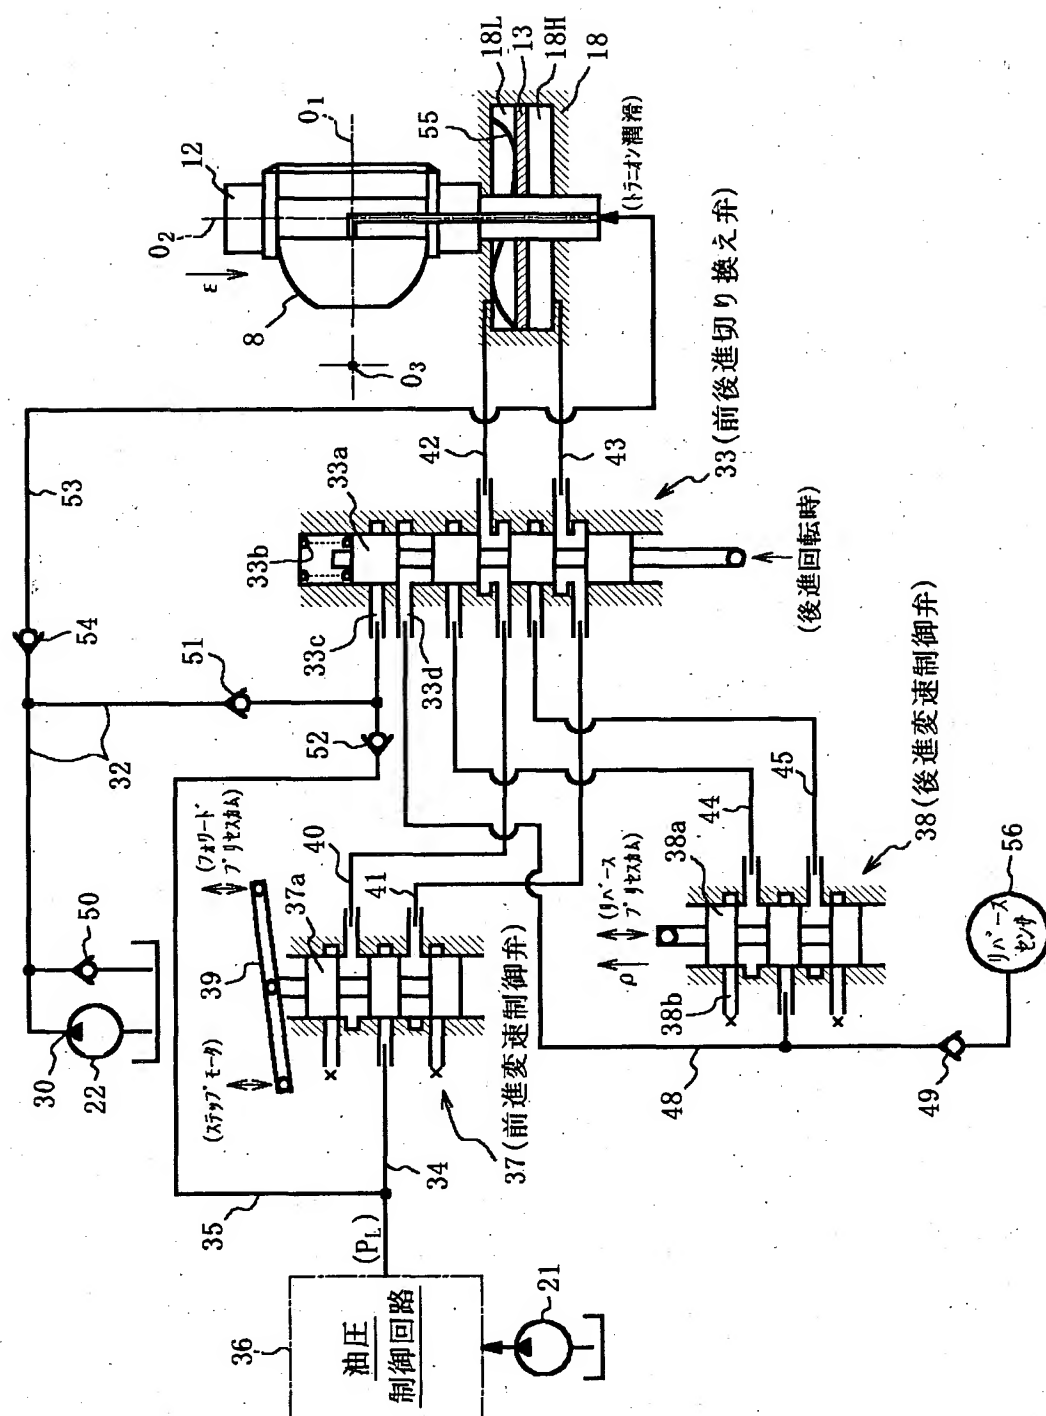 12
O₂
O₁
ε
8
O₃
18L
13
18H
18
55
(トラニオン潤滑)
53
54
51
32
52
50
30
22
33a
33b
33c
33d
42
43
33(前後進切り換え弁)
(後進回転時)
(フォワード
プリセスカム)
39
(ステップモータ)
37a
40
41
37(前進変速制御弁)
34
35
(PL)
36
油圧
制御回路
21
44
45
38a
38b
ρ
(リバース
プリセスカム)
38(後進変速制御弁)
48
49
56
リバース
センサ